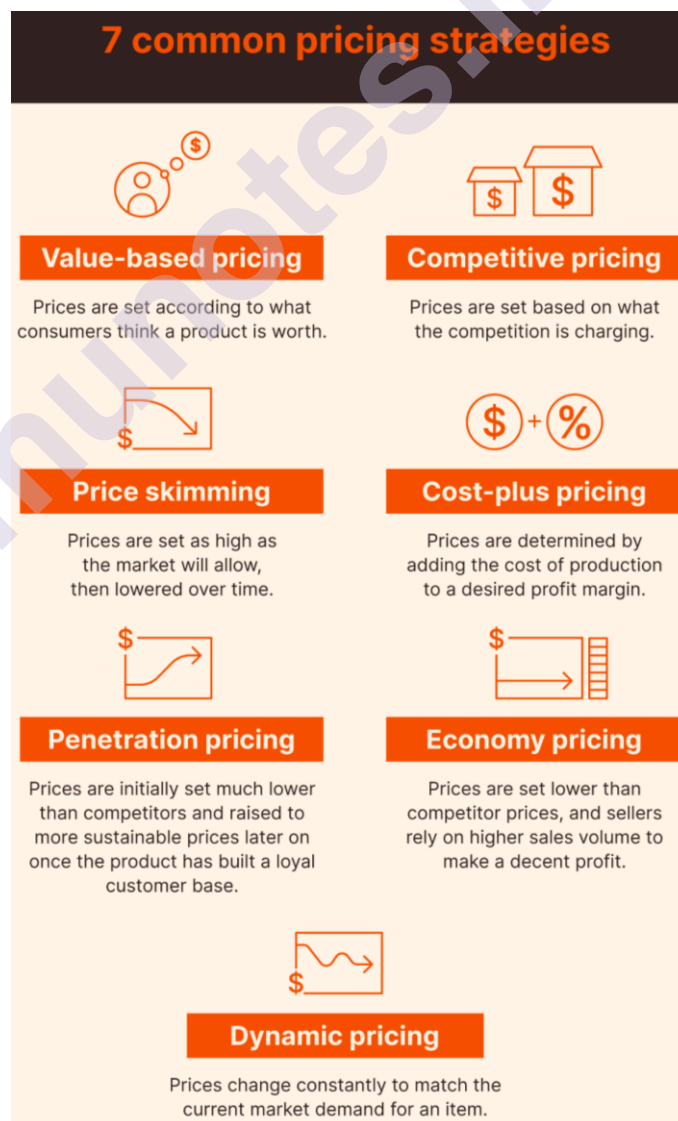 7 common pricing strategies
$
$ $
Value-based pricing
Competitive pricing
Prices are set according to what
consumers think a product is worth.
Prices are set based on what
the competition is charging.
$
$ + %
Price skimming
Cost-plus pricing
Prices are set as high as
the market will allow,
then lowered over time.
Prices are determined by
adding the cost of production
to a desired profit margin.
$
$
Penetration pricing
Economy pricing
Prices are initially set much lower
than competitors and raised to
more sustainable prices later on
once the product has built a loyal
customer base.
Prices are set lower than
competitor prices, and sellers
rely on higher sales volume to
make a decent profit.
$
Dynamic pricing
Prices change constantly to match the
current market demand for an item.